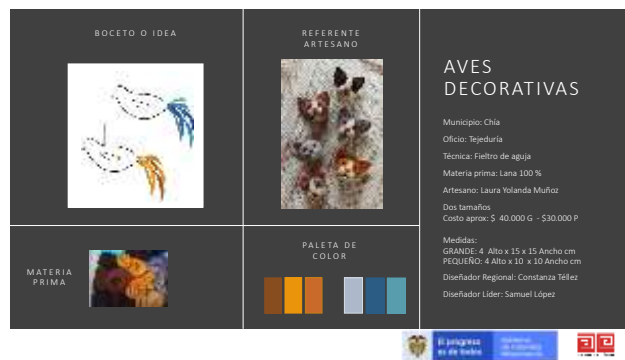 BOCETO O IDEA
REFERENTE
ARTESANO
AVES
DECORATIVAS
Municipio: Chía
Oficio: Tejeduría
Técnica: Fieltro de aguja
Materia prima: Lana 100 %
Artesano: Laura Yolanda Muñoz
Dos tamaños
Costo aprox: $ 40.000 G - $30.000 P
Medidas:
GRANDE: 4 Alto x 15 x 15 Ancho cm
PEQUEÑO: 4 Alto x 10 x 10 Ancho cm
Diseñador Regional: Constanza Téllez
Diseñador Líder: Samuel López
MATERIA
PRIMA
PALETA DE
COLOR
El progreso
es de todos